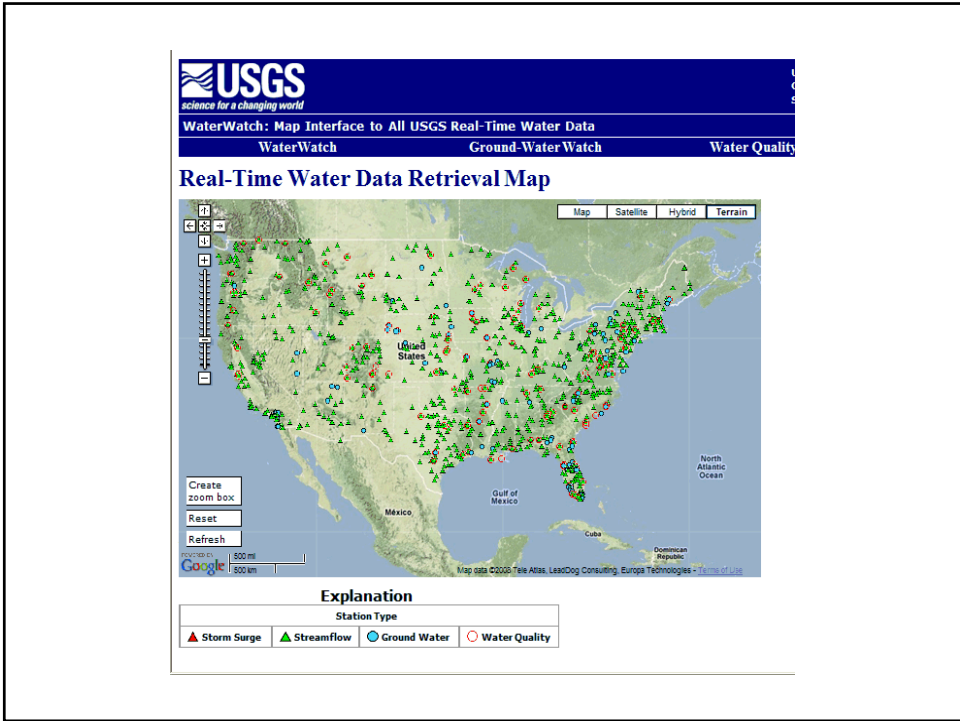 USGS
science for a changing world
WaterWatch: Map Interface to All USGS Real-Time Water Data
WaterWatch Ground-Water Watch Water Quality
Real-Time Water Data Retrieval Map
Map Satellite Hybrid Terrain
United
States
North
Atlantic
Ocean
Gulf of
Mexico
México
Cuba
Dominican
Republic
Create
zoom box
Reset
Refresh
POWERED BY
Google
500 mi
500 km
Map data ©2008 Tele Atlas, LeadDog Consulting, Europa Technologies - Terms of Use
Explanation
Station Type
Storm Surge Streamflow Ground Water Water Quality